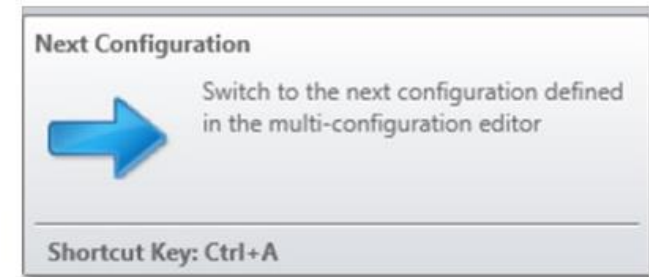 Next Configuration
Switch to the next configuration defined
in the multi-configuration editor
Shortcut Key: Ctrl+A